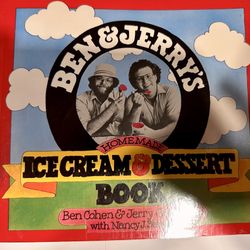 BEN & JERRY'S
HOMEMADE
ICE CREAM & DESSERT
BOOK
Ben Cohen & Jerry
with Nancy J.